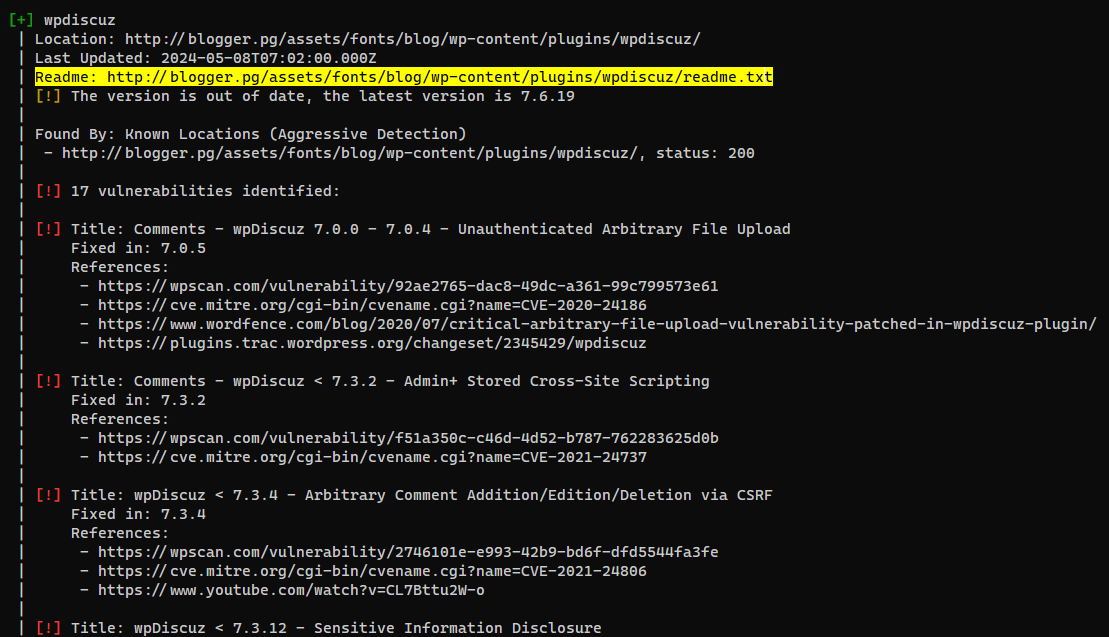 [+] wpdiscuz
| Location: http://blogger.pg/assets/fonts/blog/wp-content/plugins/wpdiscuz/
| Last Updated: 2024-05-08T07:02:00.000Z
| Readme: http://blogger.pg/assets/fonts/blog/wp-content/plugins/wpdiscuz/readme.txt
| [!] The version is out of date, the latest version is 7.6.19
|
| Found By: Known Locations (Aggressive Detection)
|  - http://blogger.pg/assets/fonts/blog/wp-content/plugins/wpdiscuz/, status: 200
|
| [!] 17 vulnerabilities identified:
|
| [!] Title: Comments - wpDiscuz 7.0.0 - 7.0.4 - Unauthenticated Arbitrary File Upload
|     Fixed in: 7.0.5
|     References:
|      - https://wpscan.com/vulnerability/92ae2765-dac8-49dc-a361-99c799573e61
|      - https://cve.mitre.org/cgi-bin/cvename.cgi?name=CVE-2020-24186
|      - https://www.wordfence.com/blog/2020/07/critical-arbitrary-file-upload-vulnerability-patched-in-wpdiscuz-plugin/
|      - https://plugins.trac.wordpress.org/changeset/2345429/wpdiscuz
|
| [!] Title: Comments - wpDiscuz < 7.3.2 - Admin+ Stored Cross-Site Scripting
|     Fixed in: 7.3.2
|     References:
|      - https://wpscan.com/vulnerability/f51a350c-c46d-4d52-b787-762283625d0b
|      - https://cve.mitre.org/cgi-bin/cvename.cgi?name=CVE-2021-24737
|
| [!] Title: wpDiscuz < 7.3.4 - Arbitrary Comment Addition/Edition/Deletion via CSRF
|     Fixed in: 7.3.4
|     References:
|      - https://wpscan.com/vulnerability/2746101e-e993-42b9-bd6f-dfd5544fa3fe
|      - https://cve.mitre.org/cgi-bin/cvename.cgi?name=CVE-2021-24806
|      - https://www.youtube.com/watch?v=CL7Bttu2W-o
|
| [!] Title: wpDiscuz < 7.3.12 - Sensitive Information Disclosure